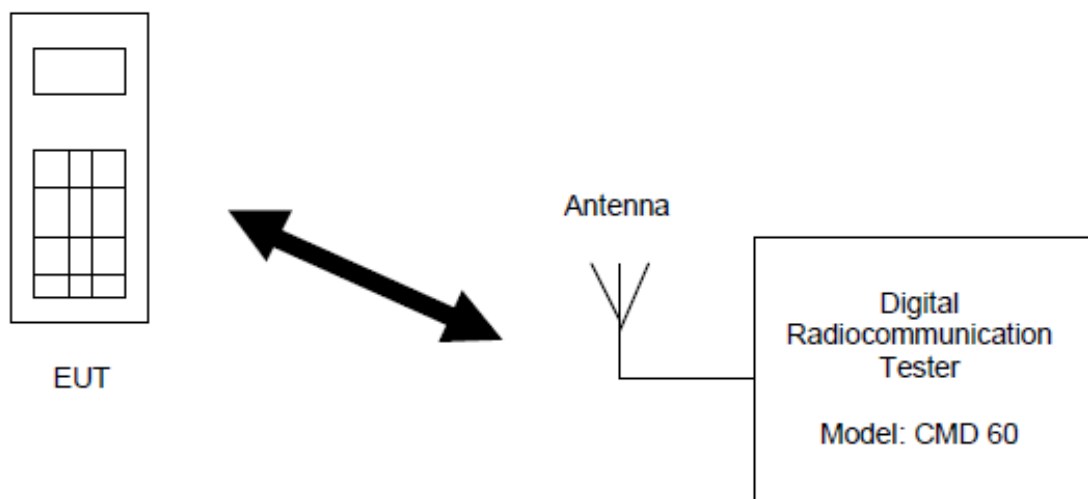 EUT
Antenna
Digital
Radiocommunication
Tester
Model: CMD 60